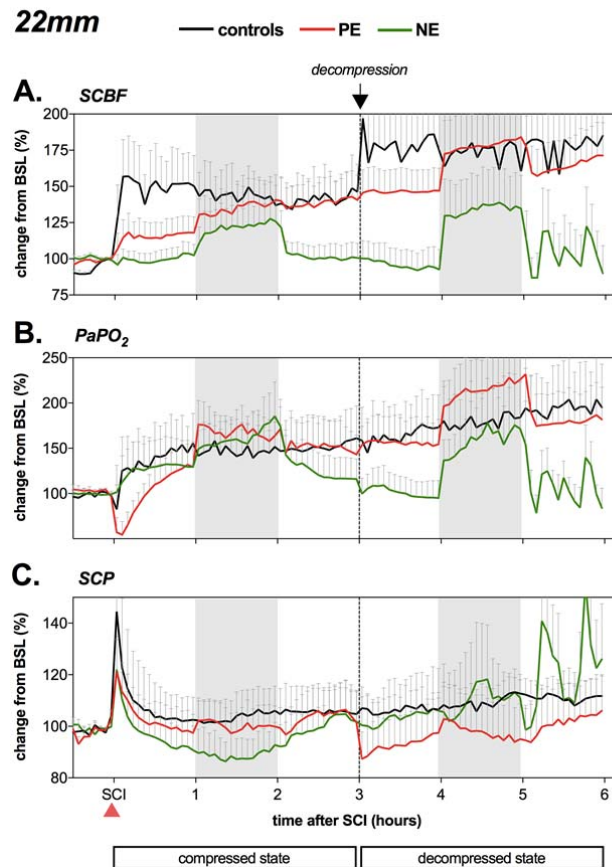 22mm
controls PE NE
decompression
A. SCBF
200
175
150
125
100
75
change from BSL (%)
B. PaPO₂
250
200
150
100
change from BSL (%)
C. SCP
140
120
100
80
change from BSL (%)
SCI 1 2 3 4 5 6
time after SCI (hours)
compressed state decompressed state